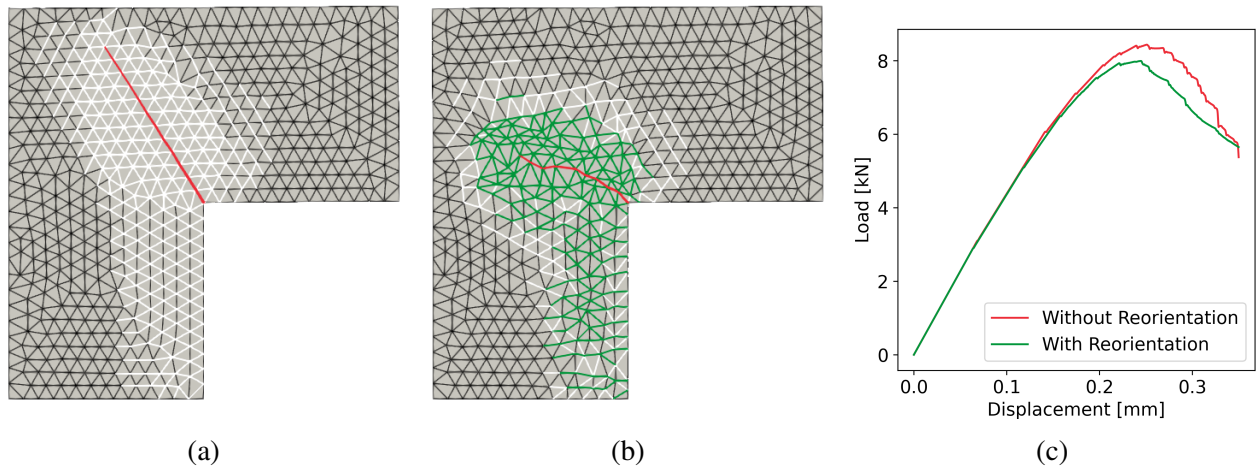 8
6
4
2
0
Load [kN]
Without Reorientation
With Reorientation
0.0 0.1 0.2 0.3
Displacement [mm]
(a) (b) (c)